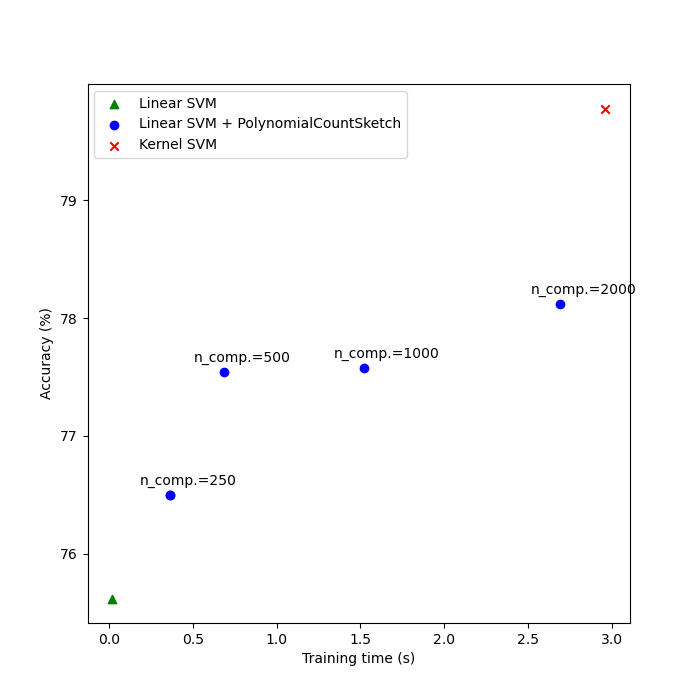 Linear SVM
Linear SVM + PolynomialCountSketch
Kernel SVM
79
78
77
76
Accuracy (%)
n_comp.=2000
n_comp.=500
n_comp.=1000
n_comp.=250
0.0
0.5
1.0
1.5
2.0
2.5
3.0
Training time (s)